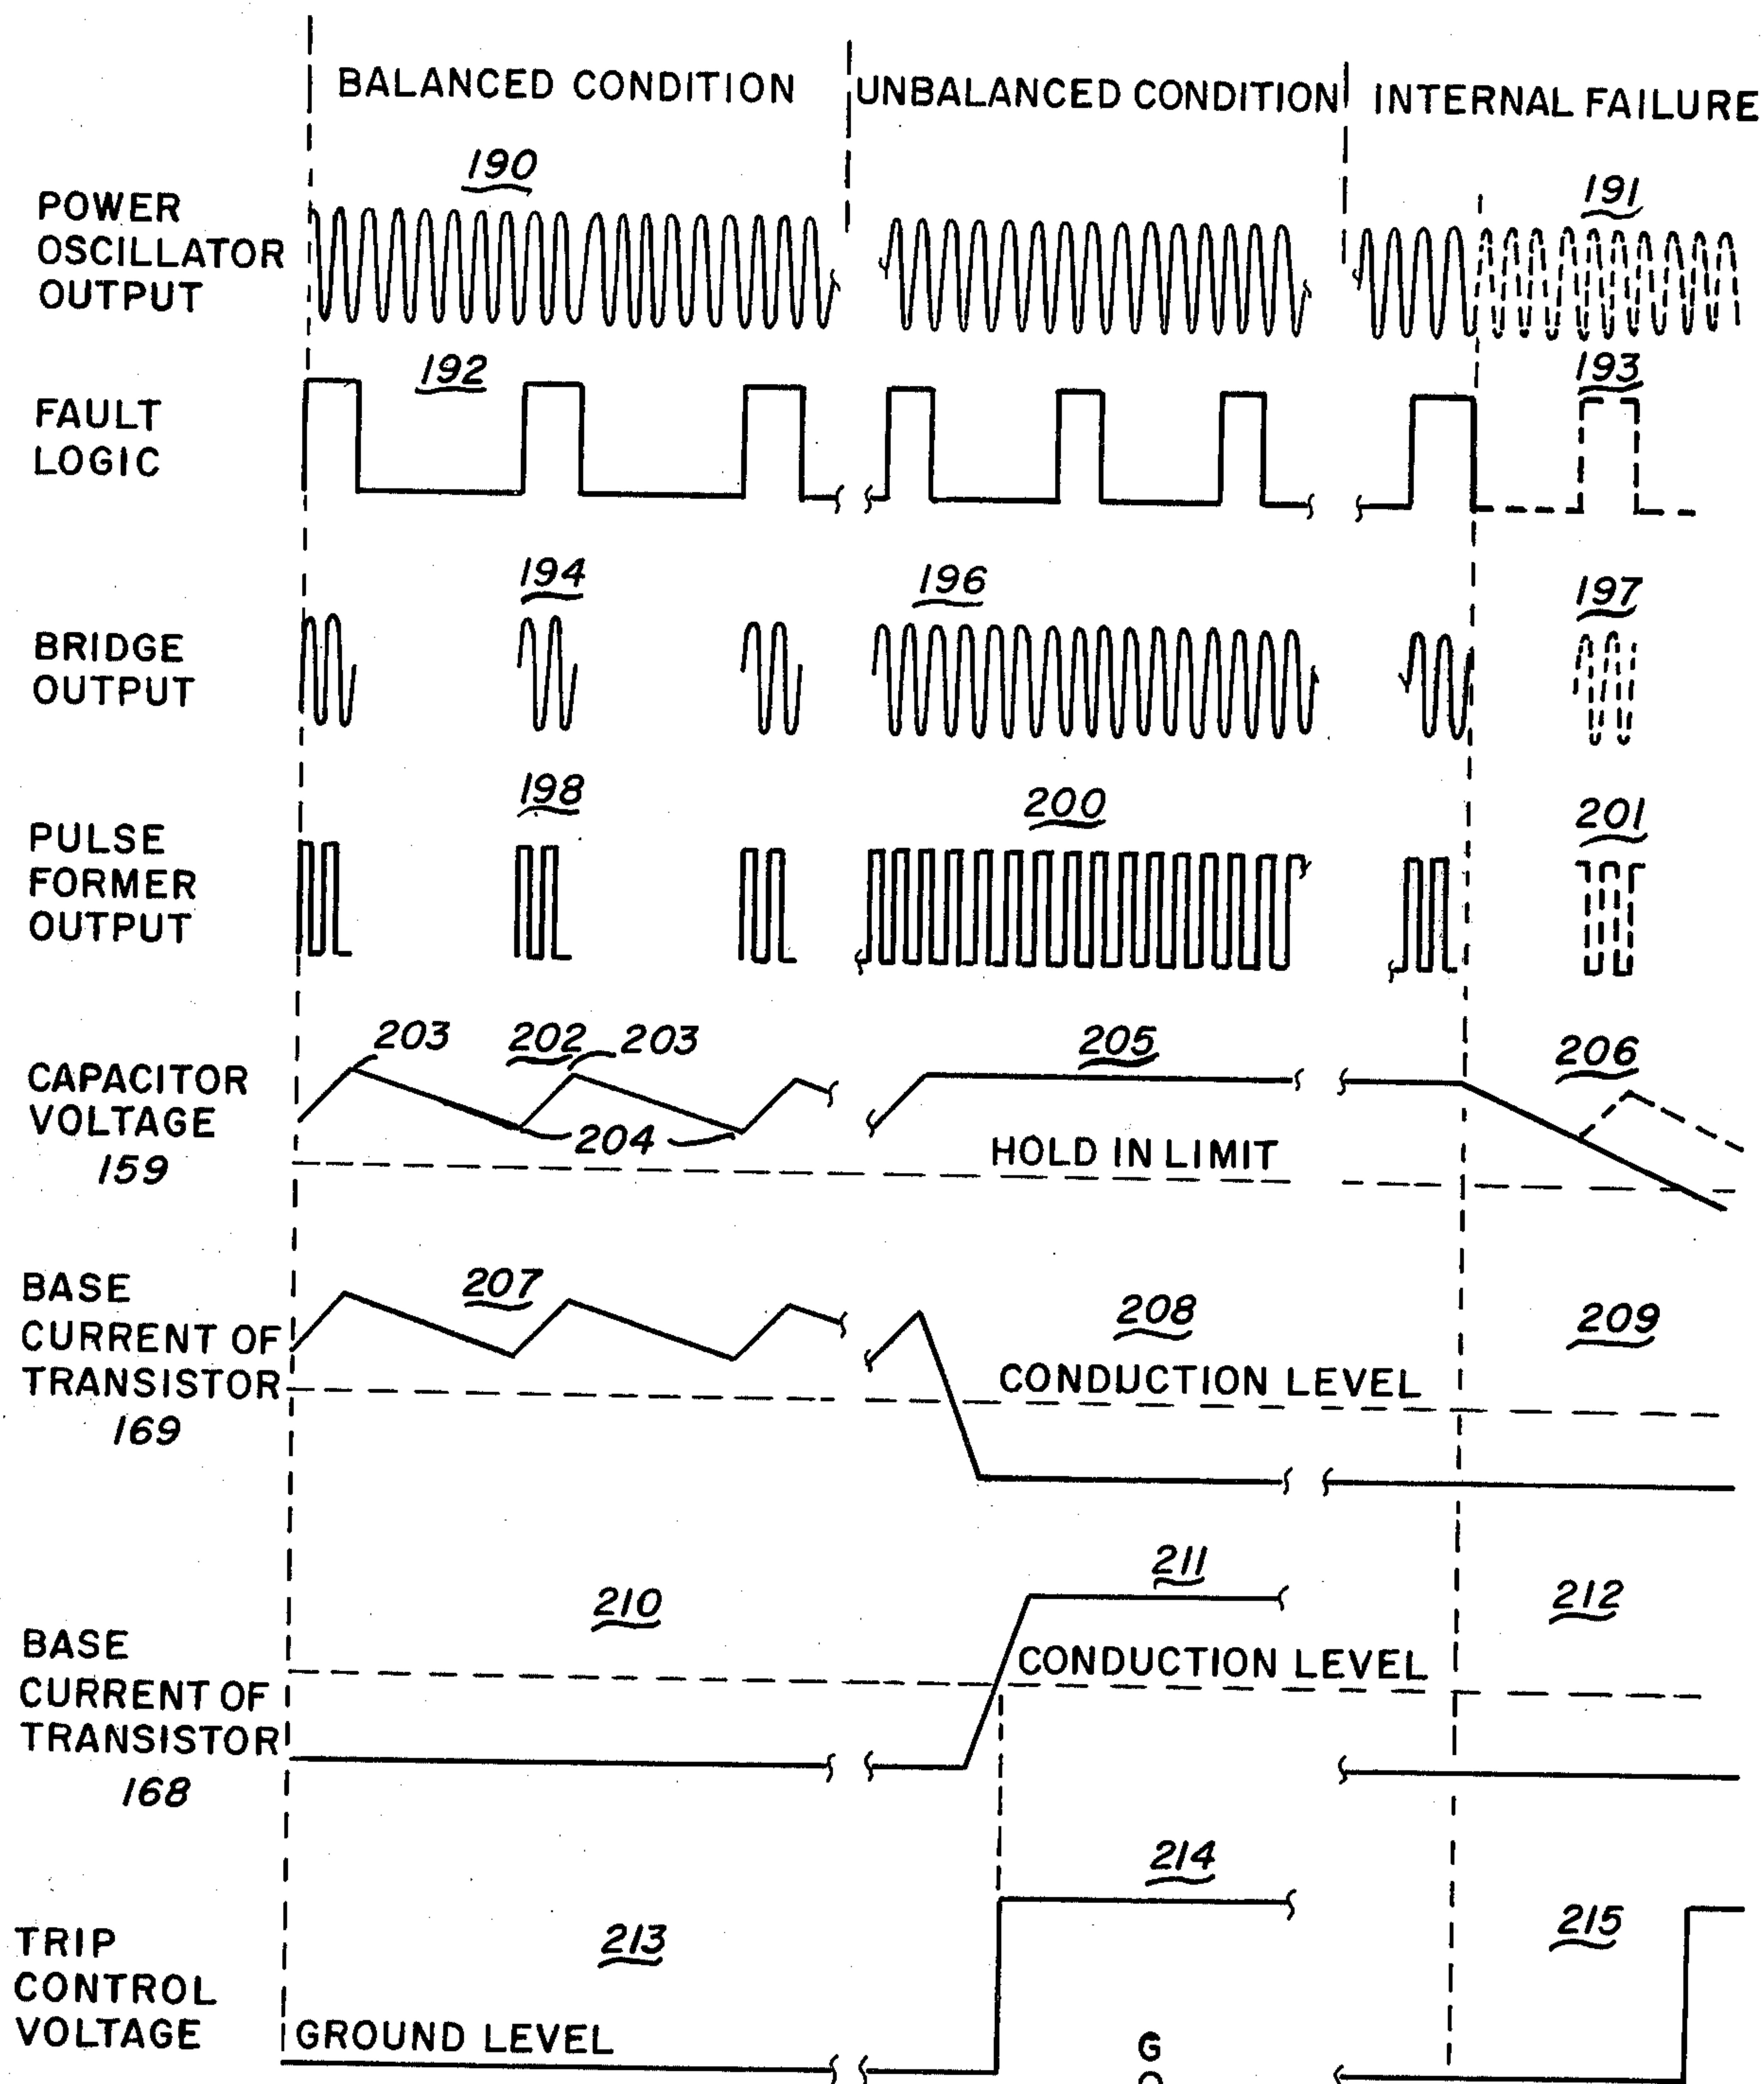 BALANCED CONDITION
UNBALANCED CONDITION
INTERNAL FAILURE
POWER
OSCILLATOR
OUTPUT
190
191
FAULT
LOGIC
192
193
BRIDGE
OUTPUT
194
196
197
PULSE
FORMER
OUTPUT
198
200
201
CAPACITOR
VOLTAGE
159
203
202
203
204
205
206
HOLD IN LIMIT
BASE
CURRENT OF
TRANSISTOR
169
207
208
209
CONDUCTION LEVEL
BASE
CURRENT OF
TRANSISTOR
168
210
211
212
CONDUCTION LEVEL
TRIP
CONTROL
VOLTAGE
213
214
215
GROUND LEVEL
G